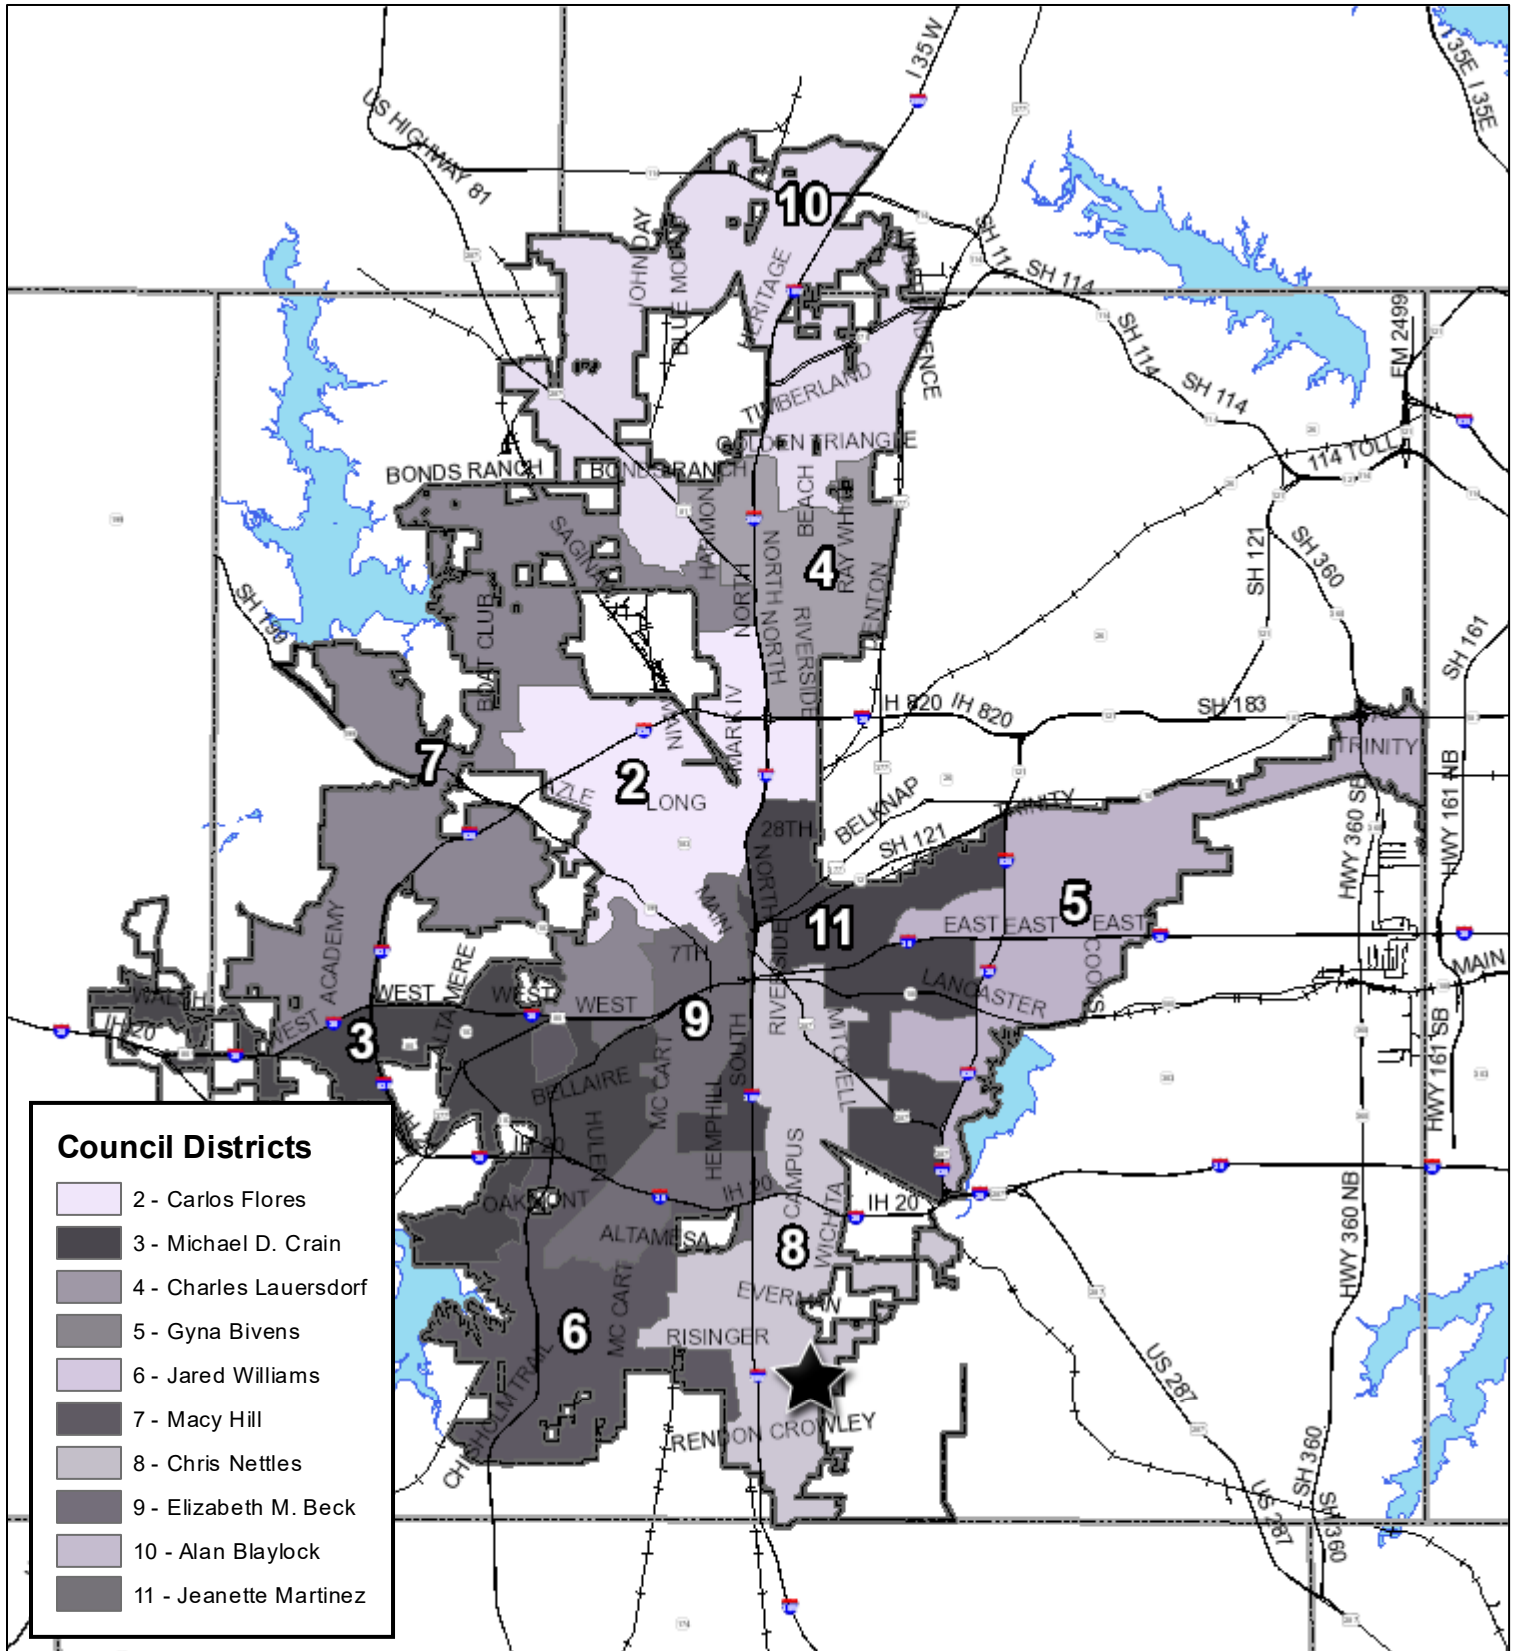 I 35W
I 35E
I 35E
US HIGHWAY 81
10
JOHN DAY
BLUE MOUND
HERITAGE
SH 114
SH 114
SH 114
SH 114
FM 2499
TIMBERLAND
GOLDEN TRIANGLE
114 TOLL
BONDS RANCH
BONDS RANCH
HARMON
BEACH
RAY WHITE
SAGINAW
4
NORTH
NORTH
NORTH
RIVERSIDE
DENTON
SH 121
SH 360
SH 199
BOAT CLUB
SH 161
MARK IV
IH 820
IH 820
SH 183
TRINITY
7
2
AZLE
LONG
28TH
BELKNAP
TRINITY
SH 121
HWY 360 SB
HWY 161 NB
MAIN
NORTH
11
5
EAST
EAST
EAST
RIVERSIDE
COOKS
ACADEMY
7TH
WEST
ALTAMERE
WEST
WEST
LANCASTER
MAIN
WALSH
IH 20
WEST
3
9
SOUTH
MITCHELL
HWY 161 SB
BELLAIRE
MC CART
HULEN
HEMPHILL
CAMPUS
IH 20
OAKMONT
IH 20
IH 20
WICHITA
ALTAMESA
8
HWY 360 NB
EVERMAN
6
MC CART
RISINGER
US 287
CHISHOLM TRAIL
RENDON CROWLEY
SH 360
US 287
SH 360
Council Districts
2 - Carlos Flores
3 - Michael D. Crain
4 - Charles Lauersdorf
5 - Gyna Bivens
6 - Jared Williams
7 - Macy Hill
8 - Chris Nettles
9 - Elizabeth M. Beck
10 - Alan Blaylock
11 - Jeanette Martinez